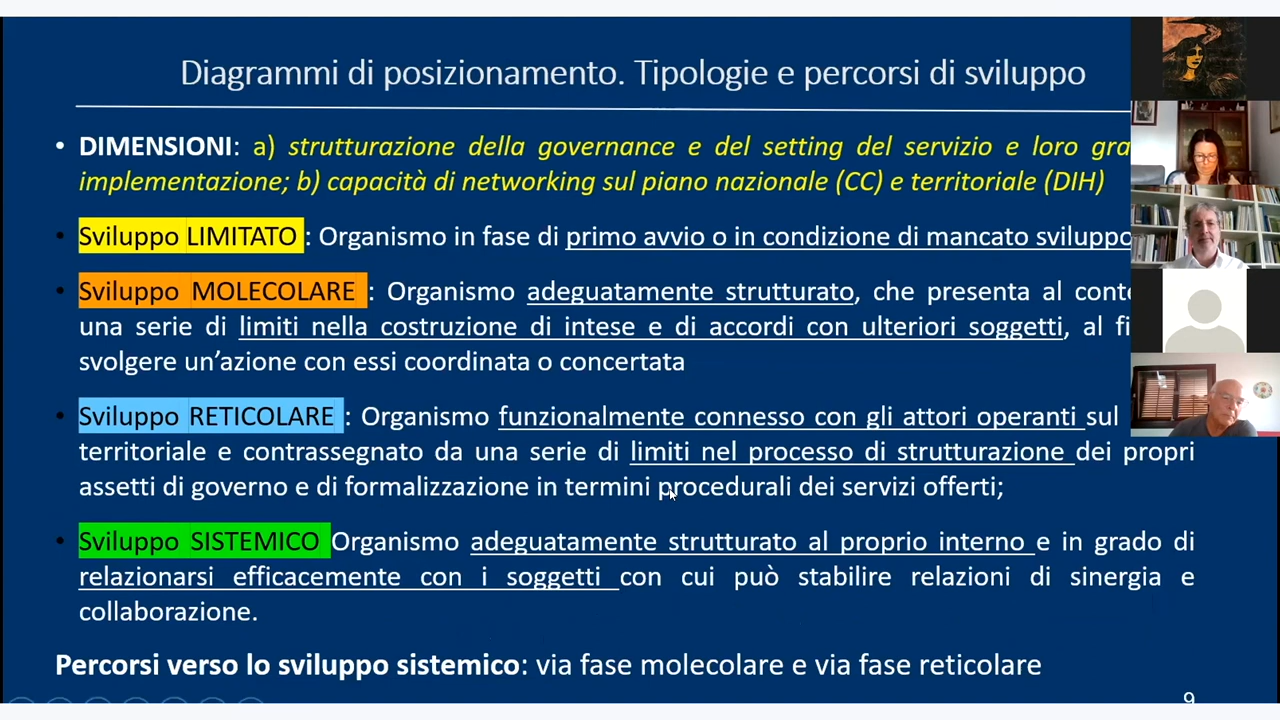 Diagrammi di posizionamento. Tipologie e percorsi di sviluppo
• DIMENSIONI: a) strutturazione della governance e del setting del servizio e loro
implementazione; b) capacità di networking sul piano nazionale (CC) e territoriale (DIH)
• Sviluppo LIMITATO : Organismo in fase di primo avvio o in condizione di mancato sviluppo
• Sviluppo MOLECOLARE : Organismo adeguatamente strutturato, che presenta al
una serie di limiti nella costruzione di intese e di accordi con ulteriori soggetti, al
svolgere un'azione con essi coordinata o concertata
• Sviluppo RETICOLARE : Organismo funzionalmente connesso con gli attori operanti sul
territoriale e contrassegnato da una serie di limiti nel processo di strutturazione dei propri
assetti di governo e di formalizzazione in termini procedurali dei servizi offerti;
• Sviluppo SISTEMICO Organismo adeguatamente strutturato al proprio interno e in grado di
relazionarsi efficacemente con i soggetti con cui può stabilire relazioni di sinergia e
collaborazione.
Percorsi verso lo sviluppo sistemico: via fase molecolare e via fase reticolare
9